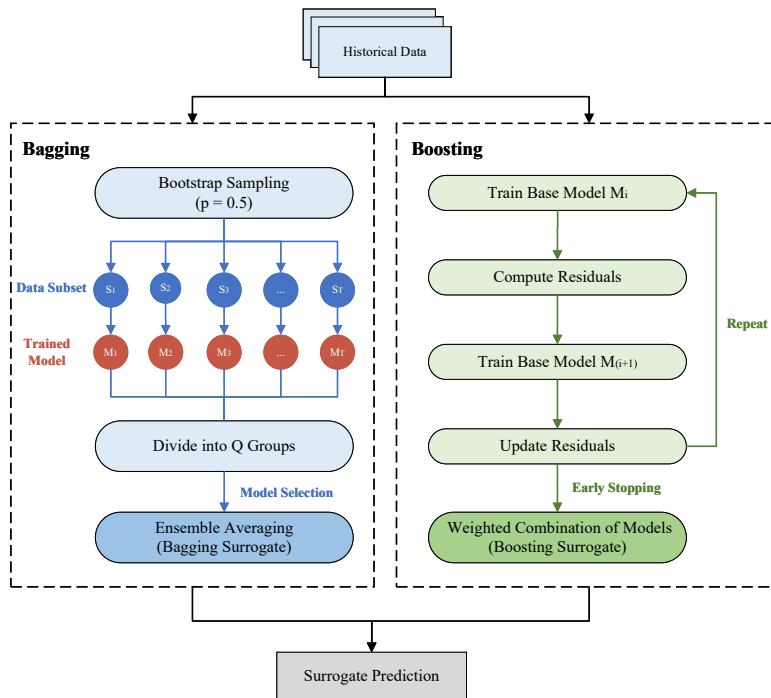 Historical Data
Bagging
Bootstrap Sampling
(p = 0.5)
Data Subset
S1 S2 S3 ... ST
Trained
Model
M1 M2 M3 ... MT
Divide into Q Groups
Model Selection
Ensemble Averaging
(Bagging Surrogate)
Boosting
Train Base Model Mi
Compute Residuals
Repeat
Train Base Model M(i+1)
Update Residuals
Early Stopping
Weighted Combination of Models
(Boosting Surrogate)
Surrogate Prediction